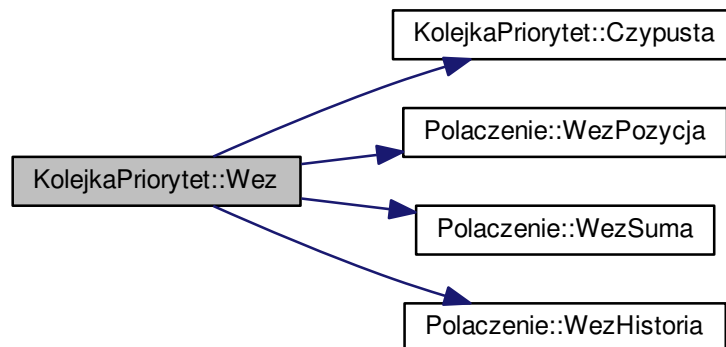 KolejkaPriorytet::Czypusta
Polaczenie::WezPozycja
KolejkaPriorytet::Wez
Polaczenie::WezSuma
Polaczenie::WezHistoria